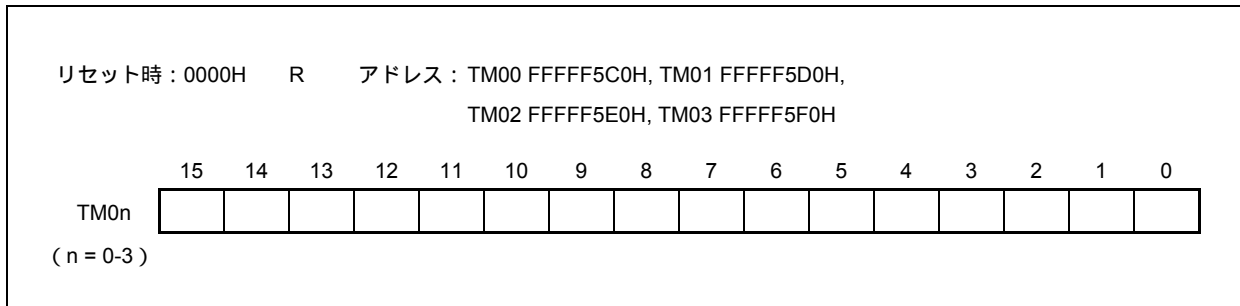 リセット時：0000H R アドレス：TM00 FFFFF5C0H, TM01 FFFFF5D0H,
TM02 FFFFF5E0H, TM03 FFFFF5F0H
15 14 13 12 11 10 9 8 7 6 5 4 3 2 1 0
TM0n
（n = 0-3）